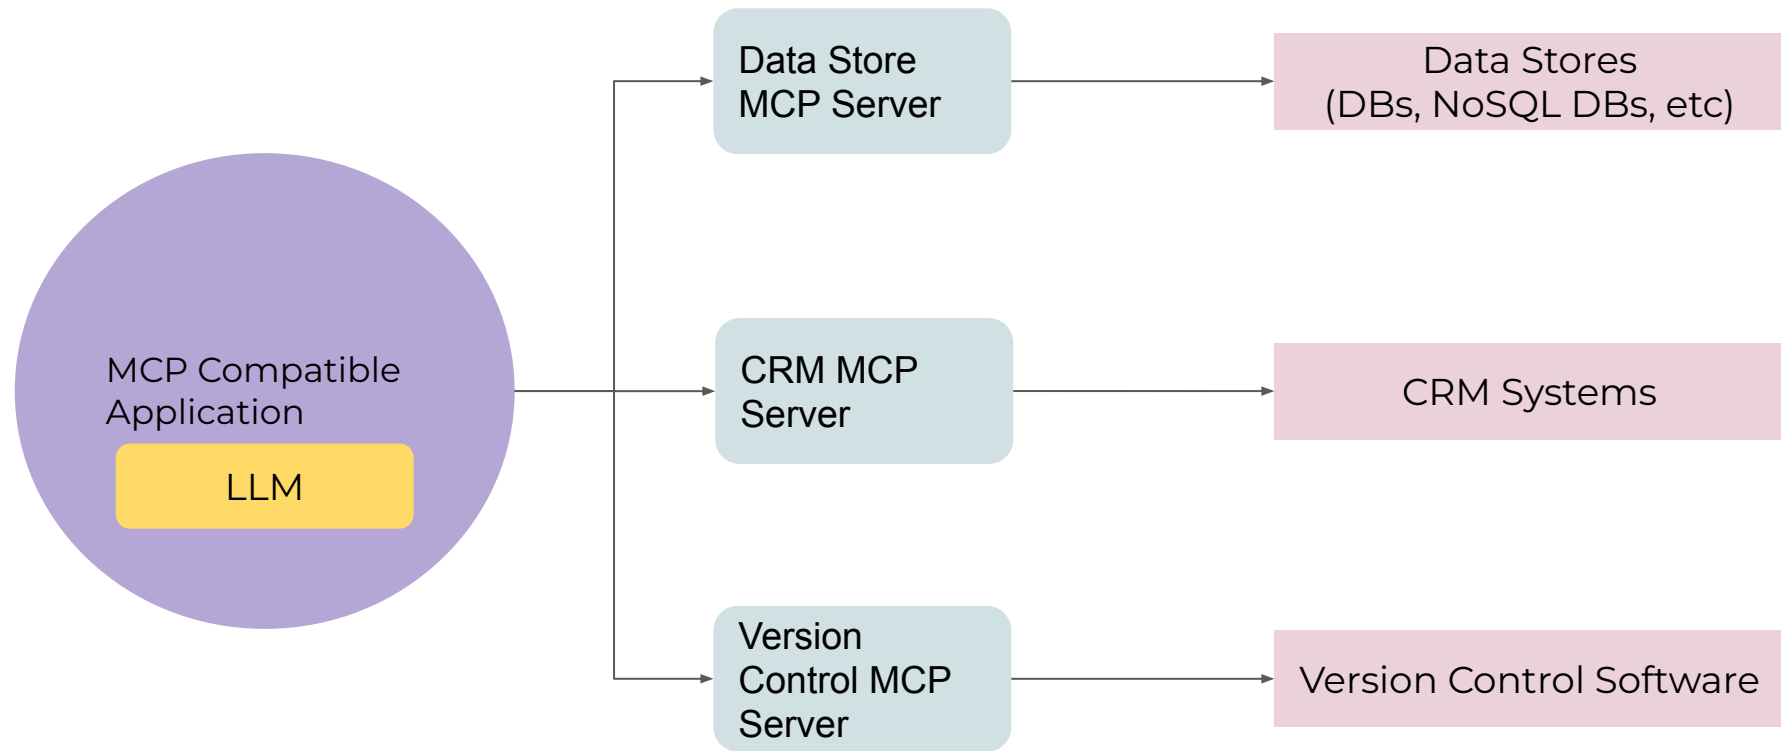 MCP Compatible
Application
LLM
Data Store
MCP Server
Data Stores
(DBs, NoSQL DBs, etc)
CRM MCP
Server
CRM Systems
Version
Control MCP
Server
Version Control Software